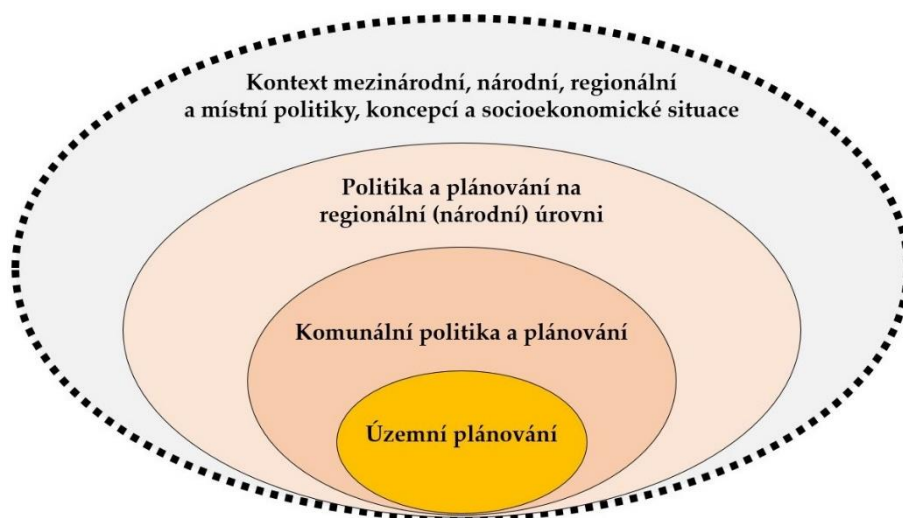 Kontext mezinárodní, národní, regionální
a místní politiky, koncepcí a socioekonomické situace
Politika a plánování na
regionální (národní) úrovni
Komunální politika a plánování
Územní plánování